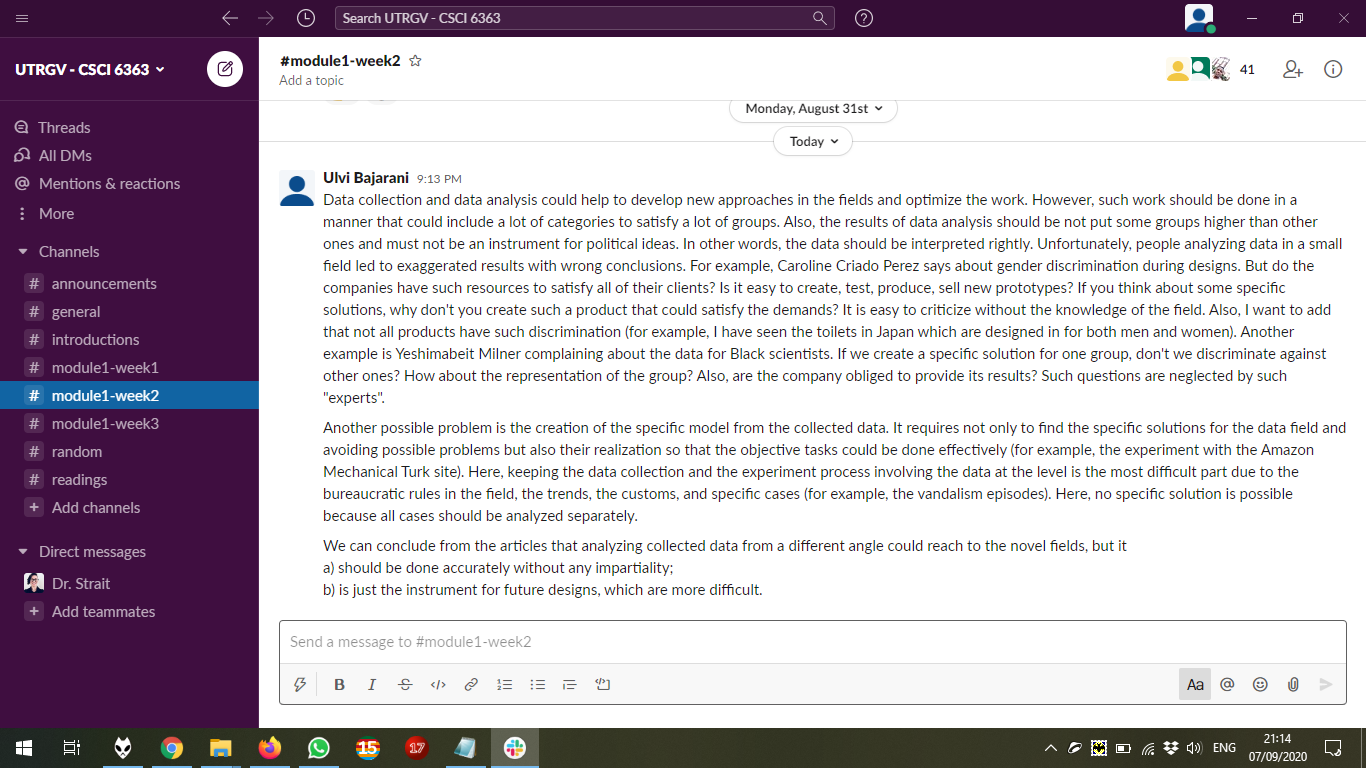 Search UTRGV - CSCI 6363
UTRGV - CSCI 6363
#module1-week2
Add a topic
41
Threads
All DMs
Mentions & reactions
More
Channels
# announcements
# general
# introductions
# module1-week1
# module1-week2
# module1-week3
# random
# readings
+ Add channels
Direct messages
Dr. Strait
+ Add teammates
Monday, August 31st
Today
Ulvi Bajarani 9:13 PM
Data collection and data analysis could help to develop new approaches in the fields and optimize the work. However, such work should be done in a
manner that could include a lot of categories to satisfy a lot of groups. Also, the results of data analysis should be not put some groups higher than other
ones and must not be an instrument for political ideas. In other words, the data should be interpreted rightly. Unfortunately, people analyzing data in a small
field led to exaggerated results with wrong conclusions. For example, Caroline Criado Perez says about gender discrimination during designs. But do the
companies have such resources to satisfy all of their clients? Is it easy to create, test, produce, sell new prototypes? If you think about some specific
solutions, why don't you create such a product that could satisfy the demands? It is easy to criticize without the knowledge of the field. Also, I want to add
that not all products have such discrimination (for example, I have seen the toilets in Japan which are designed in for both men and women). Another
example is Yeshimabeit Milner complaining about the data for Black scientists. If we create a specific solution for one group, don't we discriminate against
other ones? How about the representation of the group? Also, are the company obliged to provide its results? Such questions are neglected by such
"experts".
Another possible problem is the creation of the specific model from the collected data. It requires not only to find the specific solutions for the data field and
avoiding possible problems but also their realization so that the objective tasks could be done effectively (for example, the experiment with the Amazon
Mechanical Turk site). Here, keeping the data collection and the experiment process involving the data at the level is the most difficult part due to the
bureaucratic rules in the field, the trends, the customs, and specific cases (for example, the vandalism episodes). Here, no specific solution is possible
because all cases should be analyzed separately.
We can conclude from the articles that analyzing collected data from a different angle could reach to the novel fields, but it
a) should be done accurately without any impartiality;
b) is just the instrument for future designs, which are more difficult.
Send a message to #module1-week2
B I S </> Aa @
15 17 ENG 21:14
07/09/2020